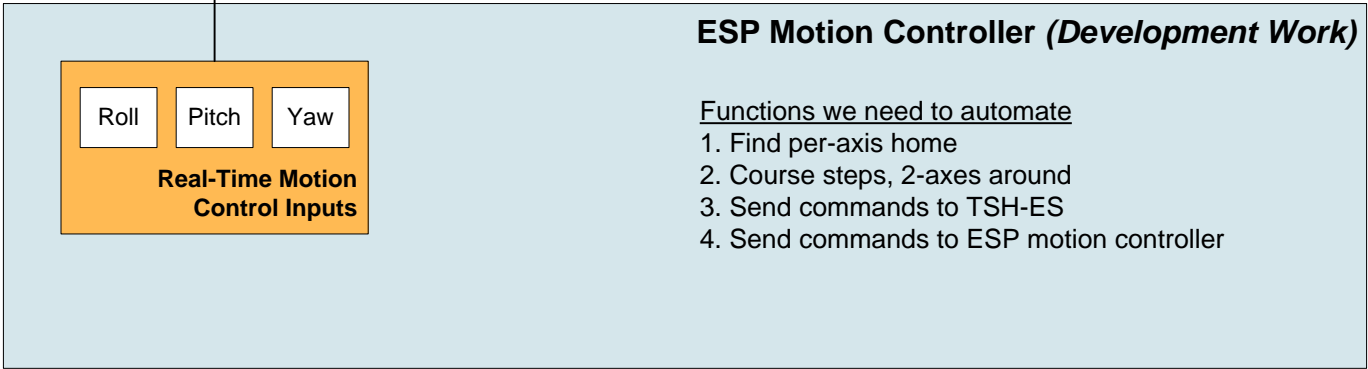 ESP Motion Controller (Development Work)
Roll Pitch Yaw
Real-Time Motion
Control Inputs
Functions we need to automate
1. Find per-axis home
2. Course steps, 2-axes around
3. Send commands to TSH-ES
4. Send commands to ESP motion controller